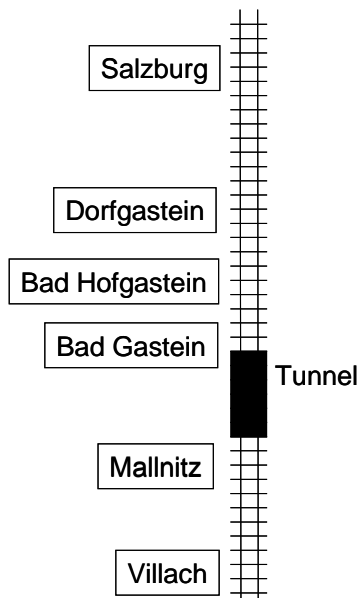 Salzburg
Dorfgastein
Bad Hofgastein
Bad Gastein
Tunnel
Mallnitz
Villach